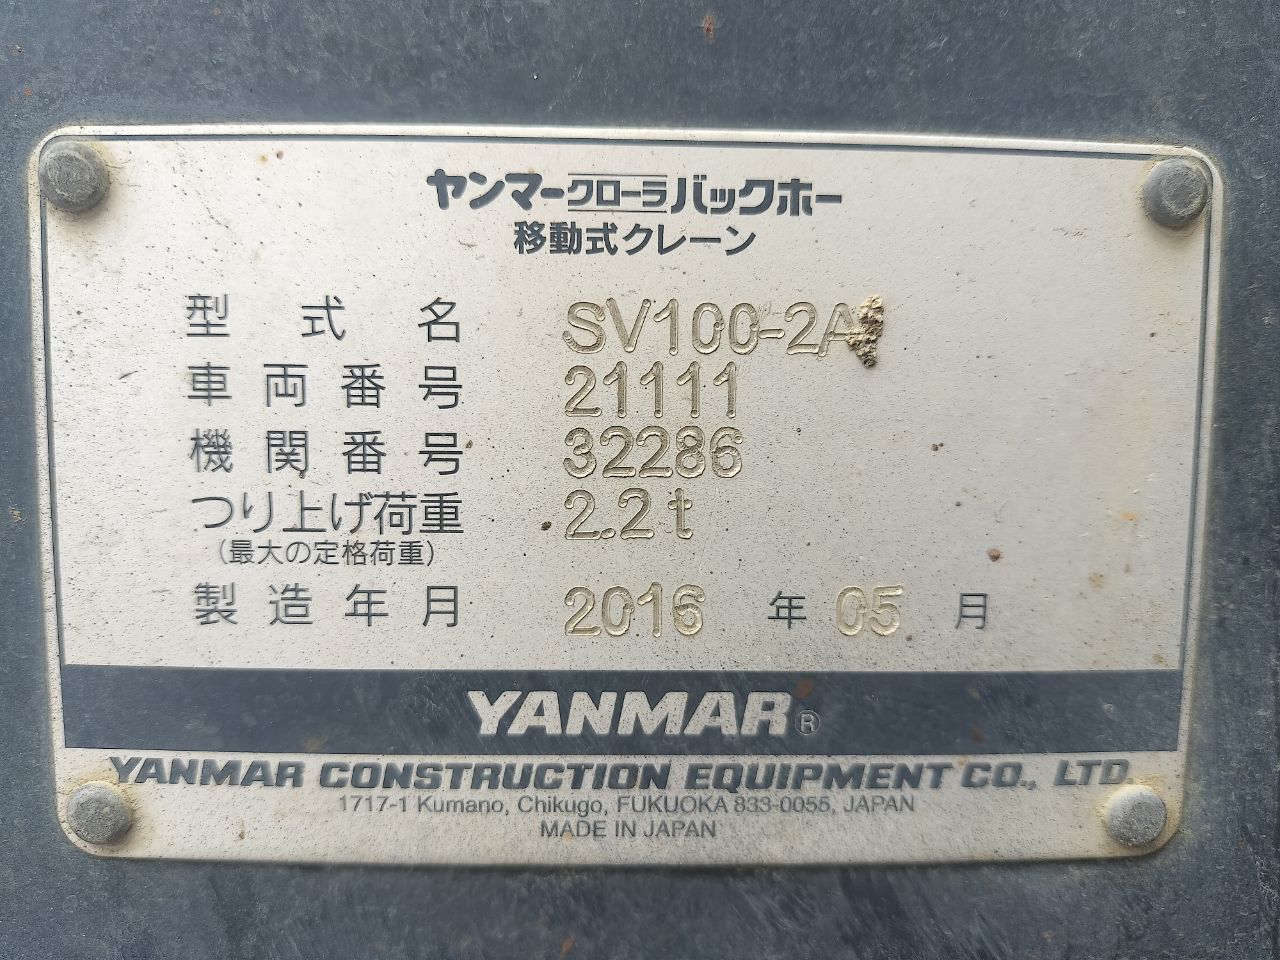 ヤンマークローラバックホー
移動式クレーン
型式名 SV100-2A
車両番号 21111
機関番号 32286
つり上げ荷重 2.2t
(最大の定格荷重)
製造年月 2016 年 05 月
YANMAR®
YANMAR CONSTRUCTION EQUIPMENT CO., LTD.
1717-1 Kumano, Chikugo, FUKUOKA 833-0055, JAPAN
MADE IN JAPAN